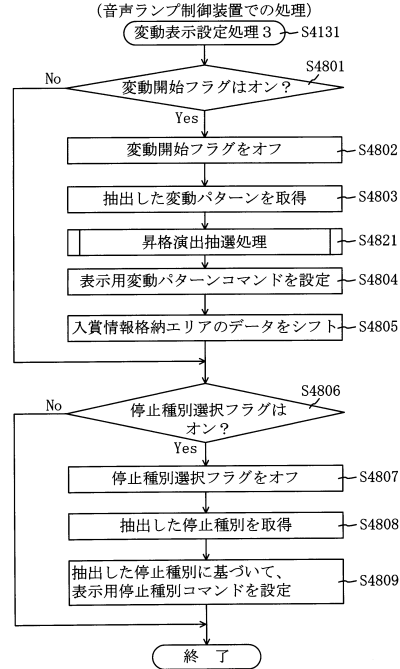 (音声ランプ制御装置での処理)
変動表示設定処理3
S4131
S4801
No
変動開始フラグはオン?
Yes
変動開始フラグをオフ
S4802
抽出した変動パターンを取得
S4803
昇格演出抽選処理
S4821
表示用変動パターンコマンドを設定
S4804
入賞情報格納エリアのデータをシフト
S4805
S4806
No
停止種別選択フラグは
オン?
Yes
停止種別選択フラグをオフ
S4807
抽出した停止種別を取得
S4808
抽出した停止種別に基づいて、
表示用停止種別コマンドを設定
S4809
終 了